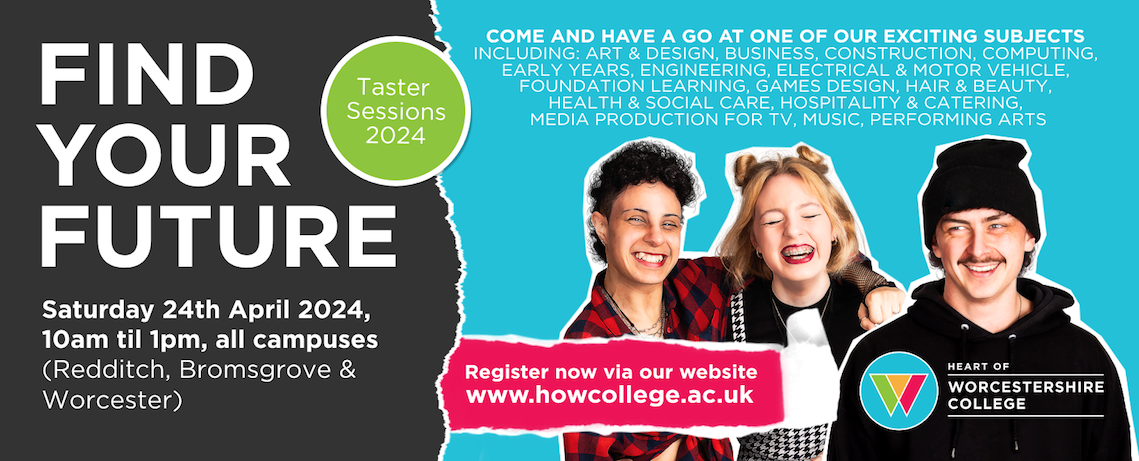 FIND
YOUR
FUTURE
Taster
Sessions
2024
Saturday 24th April 2024,
10am til 1pm, all campuses
(Redditch, Bromsgrove &
Worcester)
COME AND HAVE A GO AT ONE OF OUR EXCITING SUBJECTS
INCLUDING: ART & DESIGN, BUSINESS, CONSTRUCTION, COMPUTING,
EARLY YEARS, ENGINEERING, ELECTRICAL & MOTOR VEHICLE,
FOUNDATION LEARNING, GAMES DESIGN, HAIR & BEAUTY,
HEALTH & SOCIAL CARE, HOSPITALITY & CATERING,
MEDIA PRODUCTION FOR TV, MUSIC, PERFORMING ARTS
Register now via our website
www.howcollege.ac.uk
HEART OF
WORCESTERSHIRE
COLLEGE